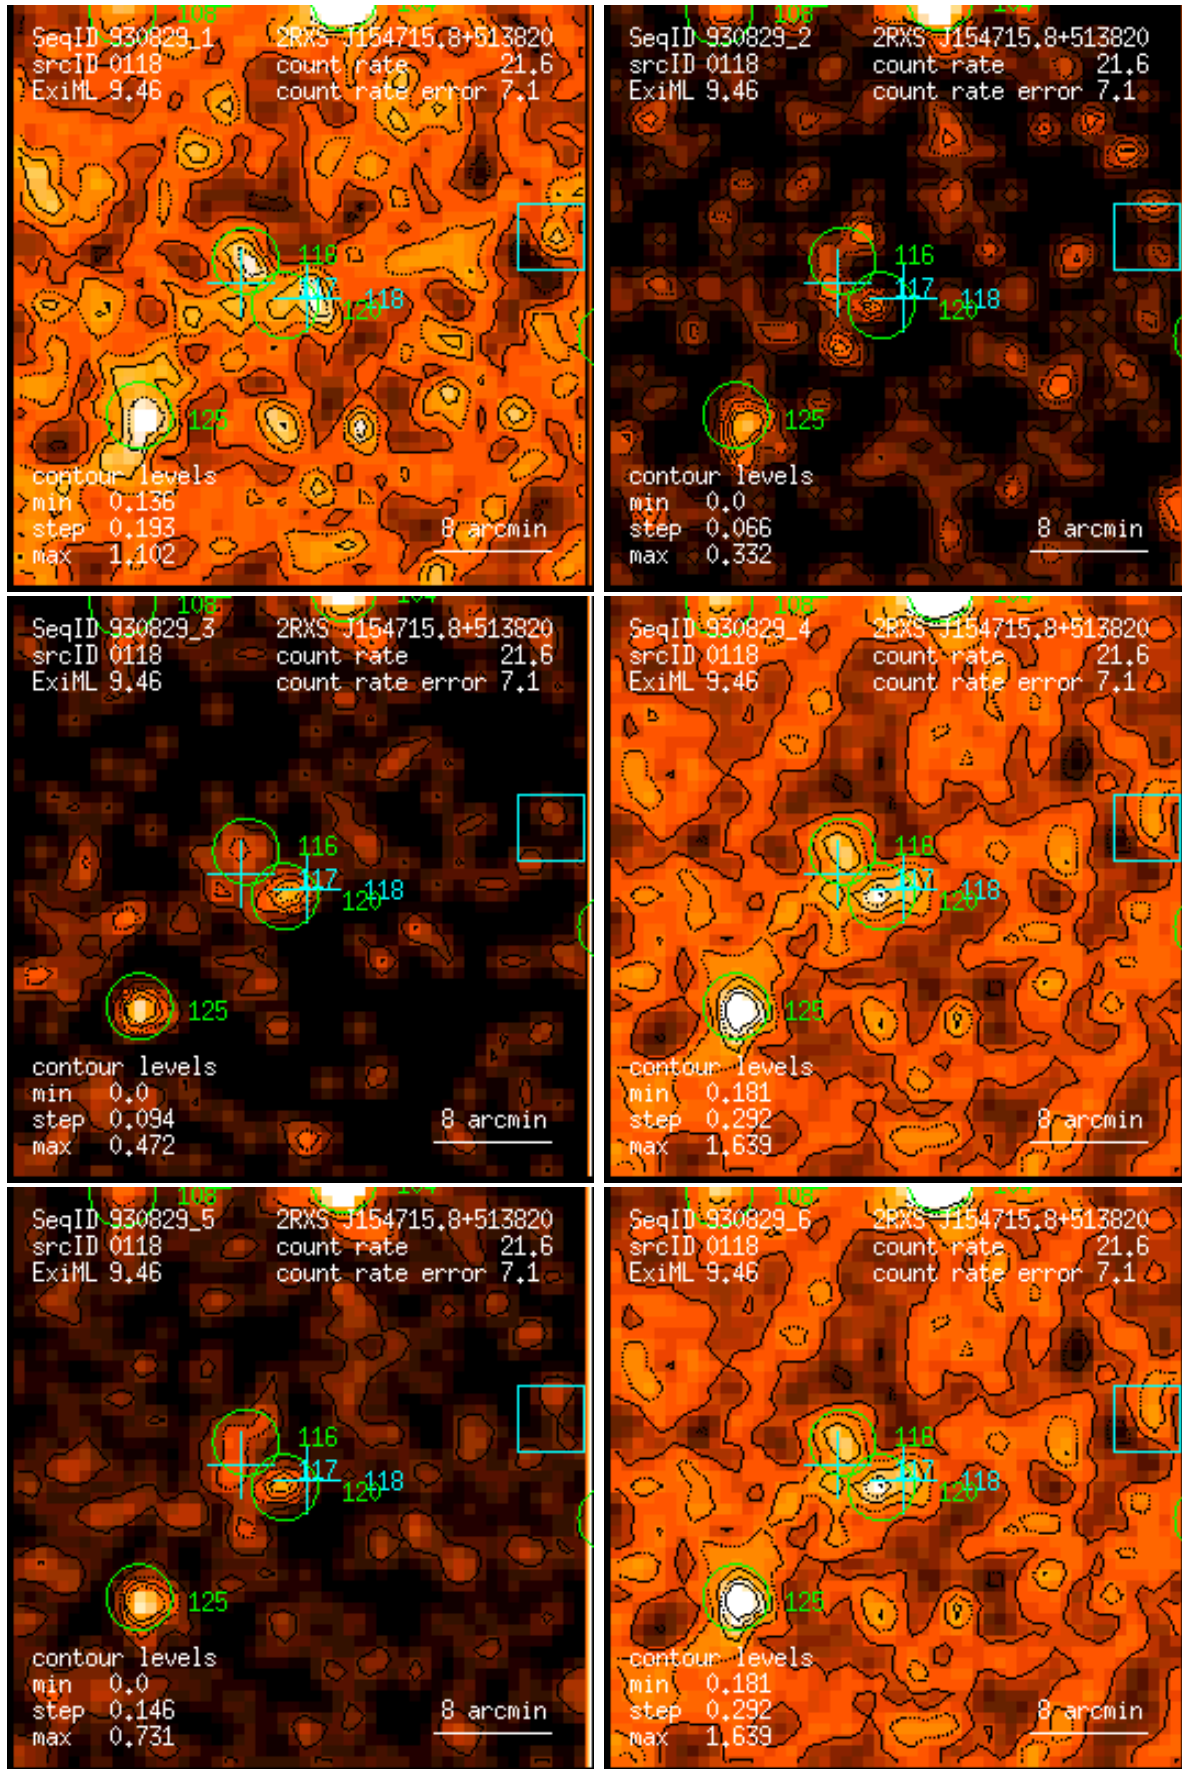 108 104
SeqID 930829_1 2RXS J154715.8+513820
srcID 0118 count rate 21.6
ExiML 9.46 count rate error 7.1
116
117
120 118
125
contour levels
min 0.136
step 0.193 8 arcmin
max 1.102
108 104
SeqID 930829_2 2RXS J154715.8+513820
srcID 0118 count rate 21.6
ExiML 9.46 count rate error 7.1
116
117
120 118
125
contour levels
min 0.0
step 0.066 8 arcmin
max 0.332
108 104
SeqID 930829_3 2RXS J154715.8+513820
srcID 0118 count rate 21.6
ExiML 9.46 count rate error 7.1
116
117
120 118
125
contour levels
min 0.0
step 0.094 8 arcmin
max 0.472
108 104
SeqID 930829_4 2RXS J154715.8+513820
srcID 0118 count rate 21.6
ExiML 9.46 count rate error 7.1
116
117
120 118
125
contour levels
min 0.181
step 0.292 8 arcmin
max 1.639
108 104
SeqID 930829_5 2RXS J154715.8+513820
srcID 0118 count rate 21.6
ExiML 9.46 count rate error 7.1
116
117
120 118
125
contour levels
min 0.0
step 0.146 8 arcmin
max 0.731
108 104
SeqID 930829_6 2RXS J154715.8+513820
srcID 0118 count rate 21.6
ExiML 9.46 count rate error 7.1
116
117
120 118
125
contour levels
min 0.181
step 0.292 8 arcmin
max 1.639